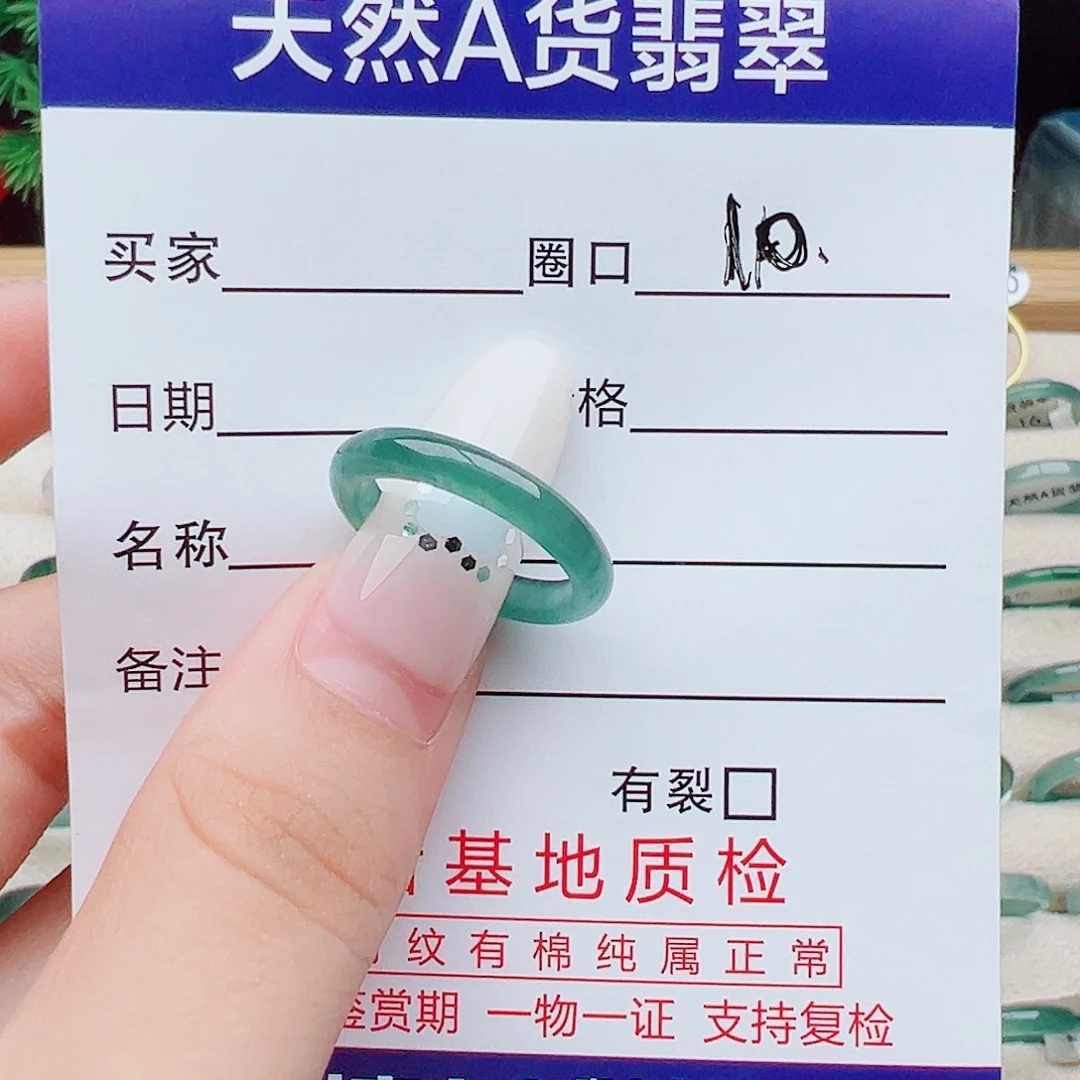 天然A货翡翠
买家 圈口 10.
日期 格
名称
备注
有裂
基地质检
纹有棉纯属正常
鉴赏期 一物一证 支持复检